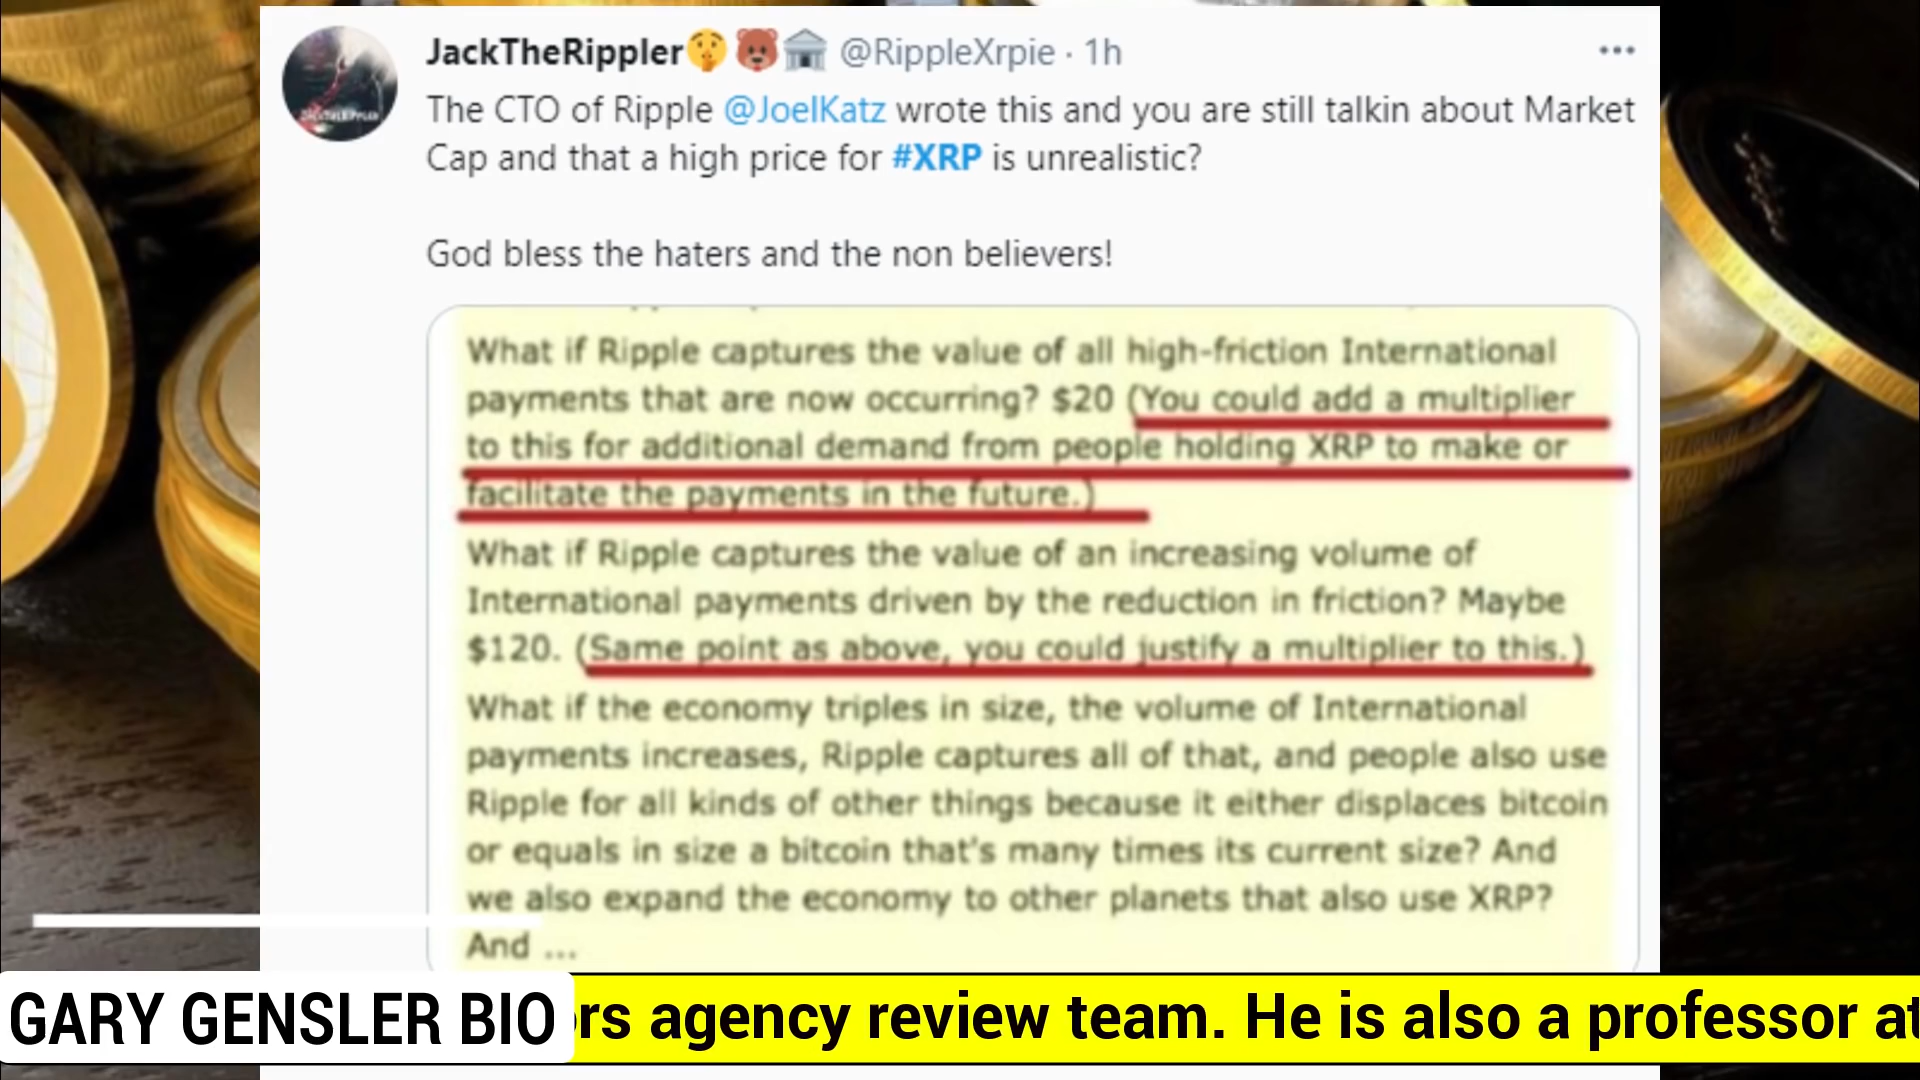 JackTheRippler🤫🐻🏛 @RippleXrpie · 1h
The CTO of Ripple @JoelKatz wrote this and you are still talkin about Market
Cap and that a high price for #XRP is unrealistic?
God bless the haters and the non believers!
What if Ripple captures the value of all high-friction International
payments that are now occurring? $20 (You could add a multiplier
to this for additional demand from people holding XRP to make or
facilitate the payments in the future.)
What if Ripple captures the value of an increasing volume of
International payments driven by the reduction in friction? Maybe
$120. (Same point as above, you could justify a multiplier to this.)
What if the economy triples in size, the volume of International
payments increases, Ripple captures all of that, and people also use
Ripple for all kinds of other things because it either displaces bitcoin
or equals in size a bitcoin that's many times its current size? And
we also expand the economy to other planets that also use XRP?
And ...
GARY GENSLER BIO rs agency review team. He is also a professor at